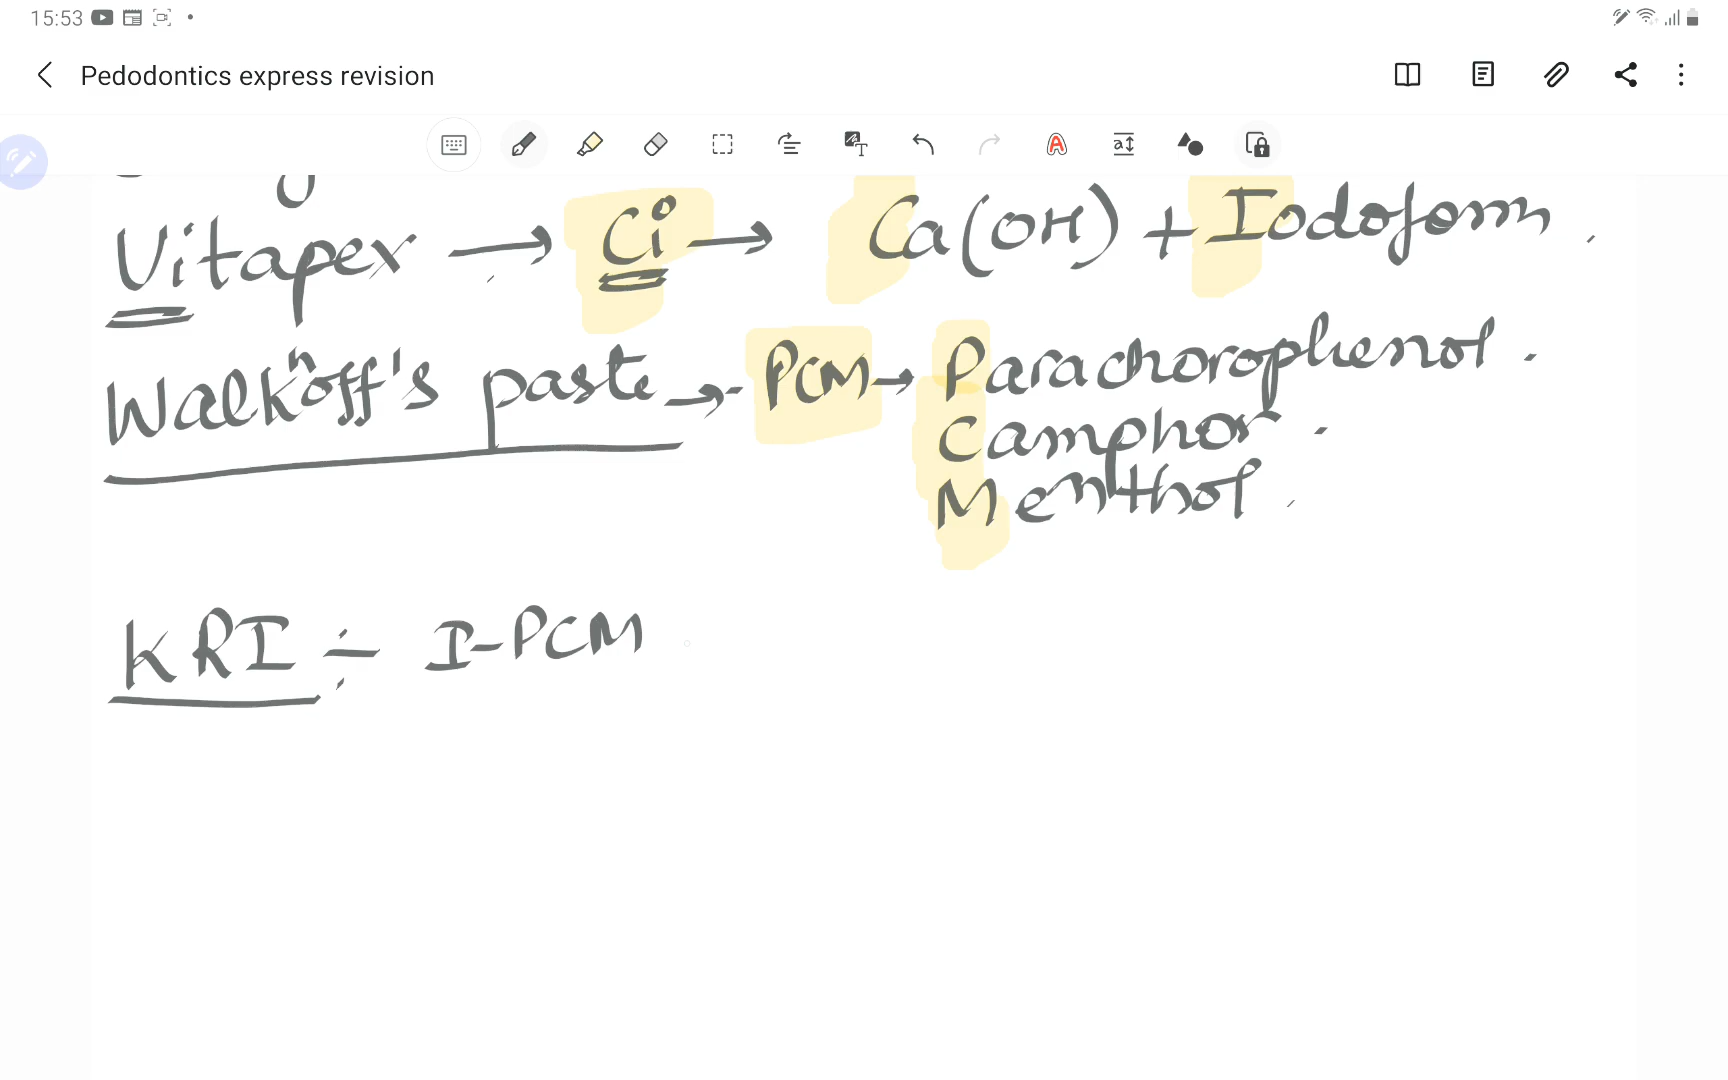 15:53
Pedodontics express revision
Vitapex → Ci → Ca(OH) + Iodoform.
Walkhoff's paste → PCM → Parachorophenol.
Camphor.
Menthol.
KRI ÷ I-PCM